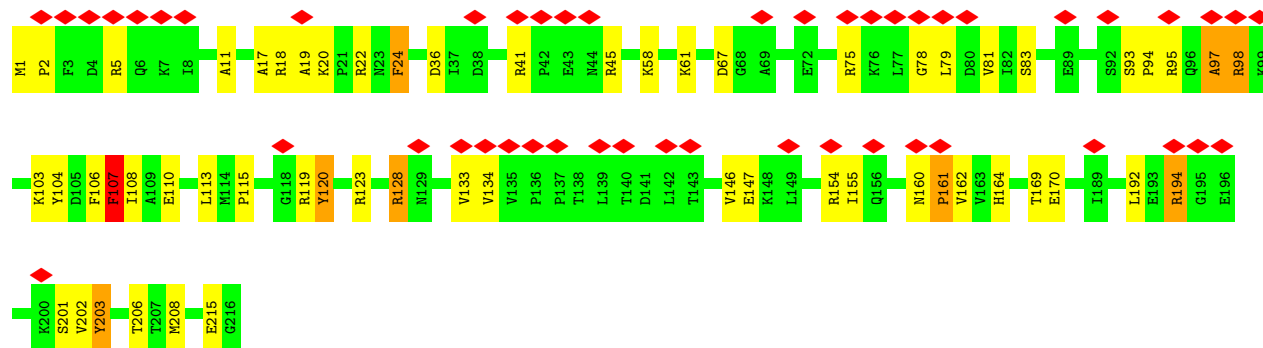 M1 P2 F3 D4 R5 Q6 K7 I8 A11 A17 R18 A19 K20 P21 R22 N23 F24 D36 I37 D38 R41 P42 E43 N44 R45 K58 K61 D67 G68 A69 E72 R75 K76 L77 G78 L79 D80 V81 I82 S83 E89 S92 S93 P94 R95 Q96 A97 R98 K99
K103 Y104 D105 F106 F107 I108 A109 E110 L113 M114 P115 G118 R119 Y120 R123 R128 N129 V133 V134 V135 P136 P137 T138 L139 T140 D141 L142 T143 V146 E147 K148 L149 R154 I155 Q156 N160 P161 V162 V163 H164 T169 E170 I189 L192 E193 R194 G195 E196
K200 S201 V202 Y203 T206 T207 M208 E215 G216